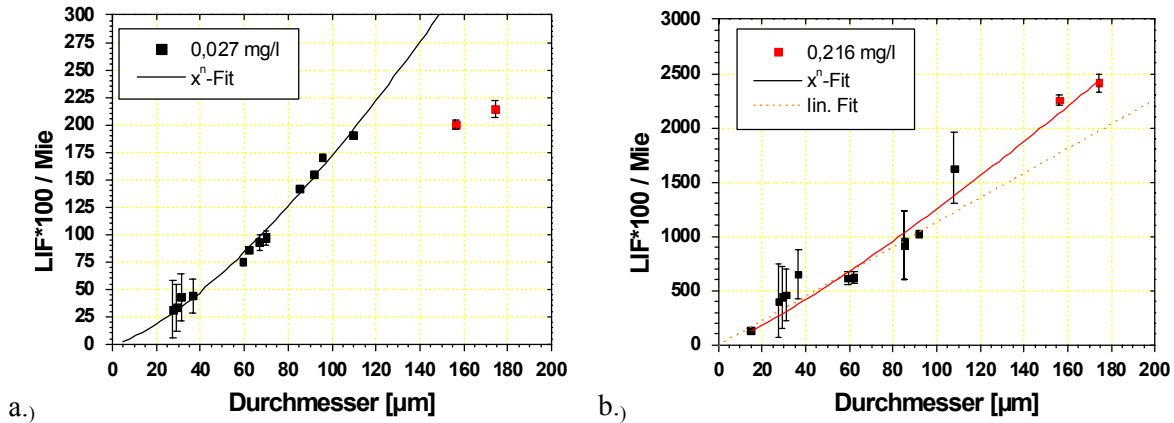 300
275
250
225
200
175
150
125
100
75
50
25
0
LIF*100 / Mie
0,027 mg/l
xⁿ-Fit
0 20 40 60 80 100 120 140 160 180 200
Durchmesser [µm]
a.)
3000
2500
2000
1500
1000
500
0
LIF*100 / Mie
0,216 mg/l
xⁿ-Fit
lin. Fit
0 20 40 60 80 100 120 140 160 180 200
Durchmesser [µm]
b.)